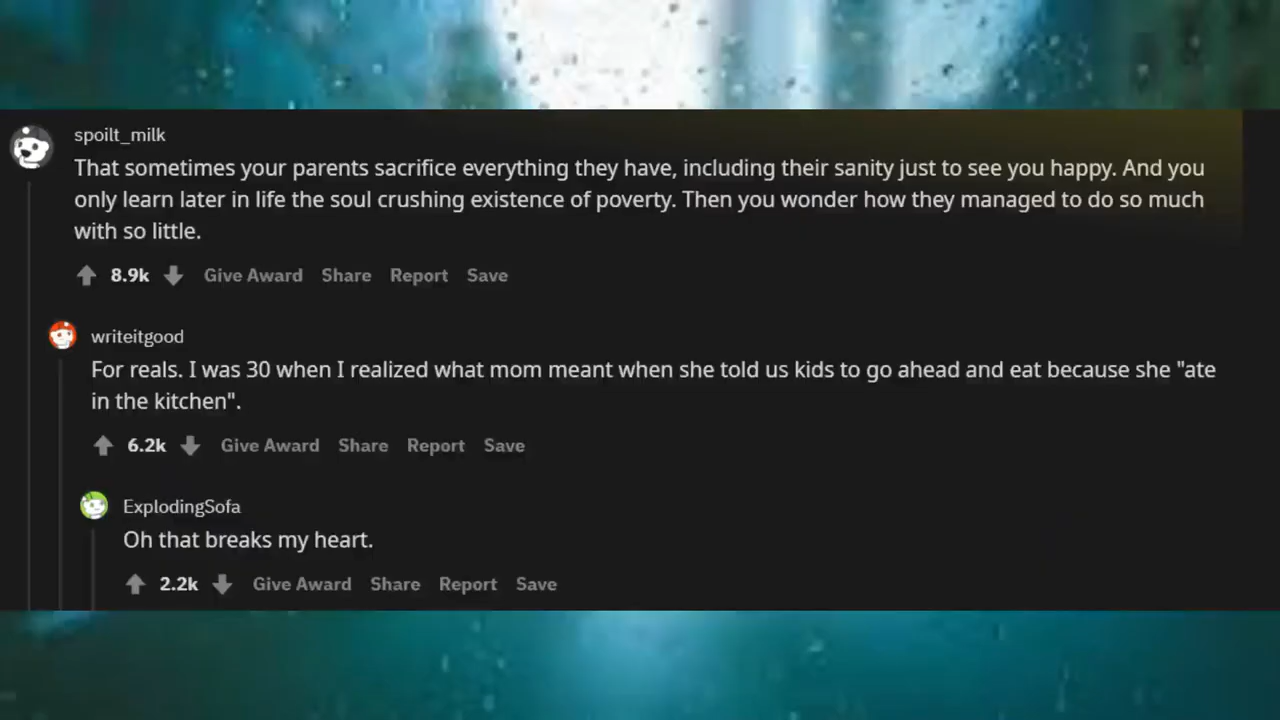 spoilt_milk
That sometimes your parents sacrifice everything they have, including their sanity just to see you happy. And you
only learn later in life the soul crushing existence of poverty. Then you wonder how they managed to do so much
with so little.
8.9k Give Award Share Report Save
writeitgood
For reals. I was 30 when I realized what mom meant when she told us kids to go ahead and eat because she "ate
in the kitchen".
6.2k Give Award Share Report Save
ExplodingSofa
Oh that breaks my heart.
2.2k Give Award Share Report Save